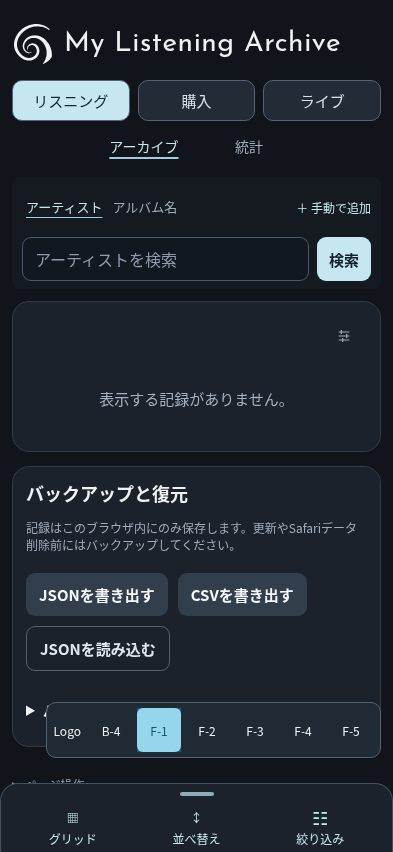 My Listening Archive
リスニング 購入 ライブ
アーカイブ 統計
アーティスト アルバム名 ＋ 手動で追加
アーティストを検索 検索
表示する記録がありません。
バックアップと復元
記録はこのブラウザ内にのみ保存します。更新やSafariデータ
削除前にはバックアップしてください。
JSONを書き出す CSVを書き出す
JSONを読み込む
Logo B-4 F-1 F-2 F-3 F-4 F-5
グリッド 並べ替え 絞り込み